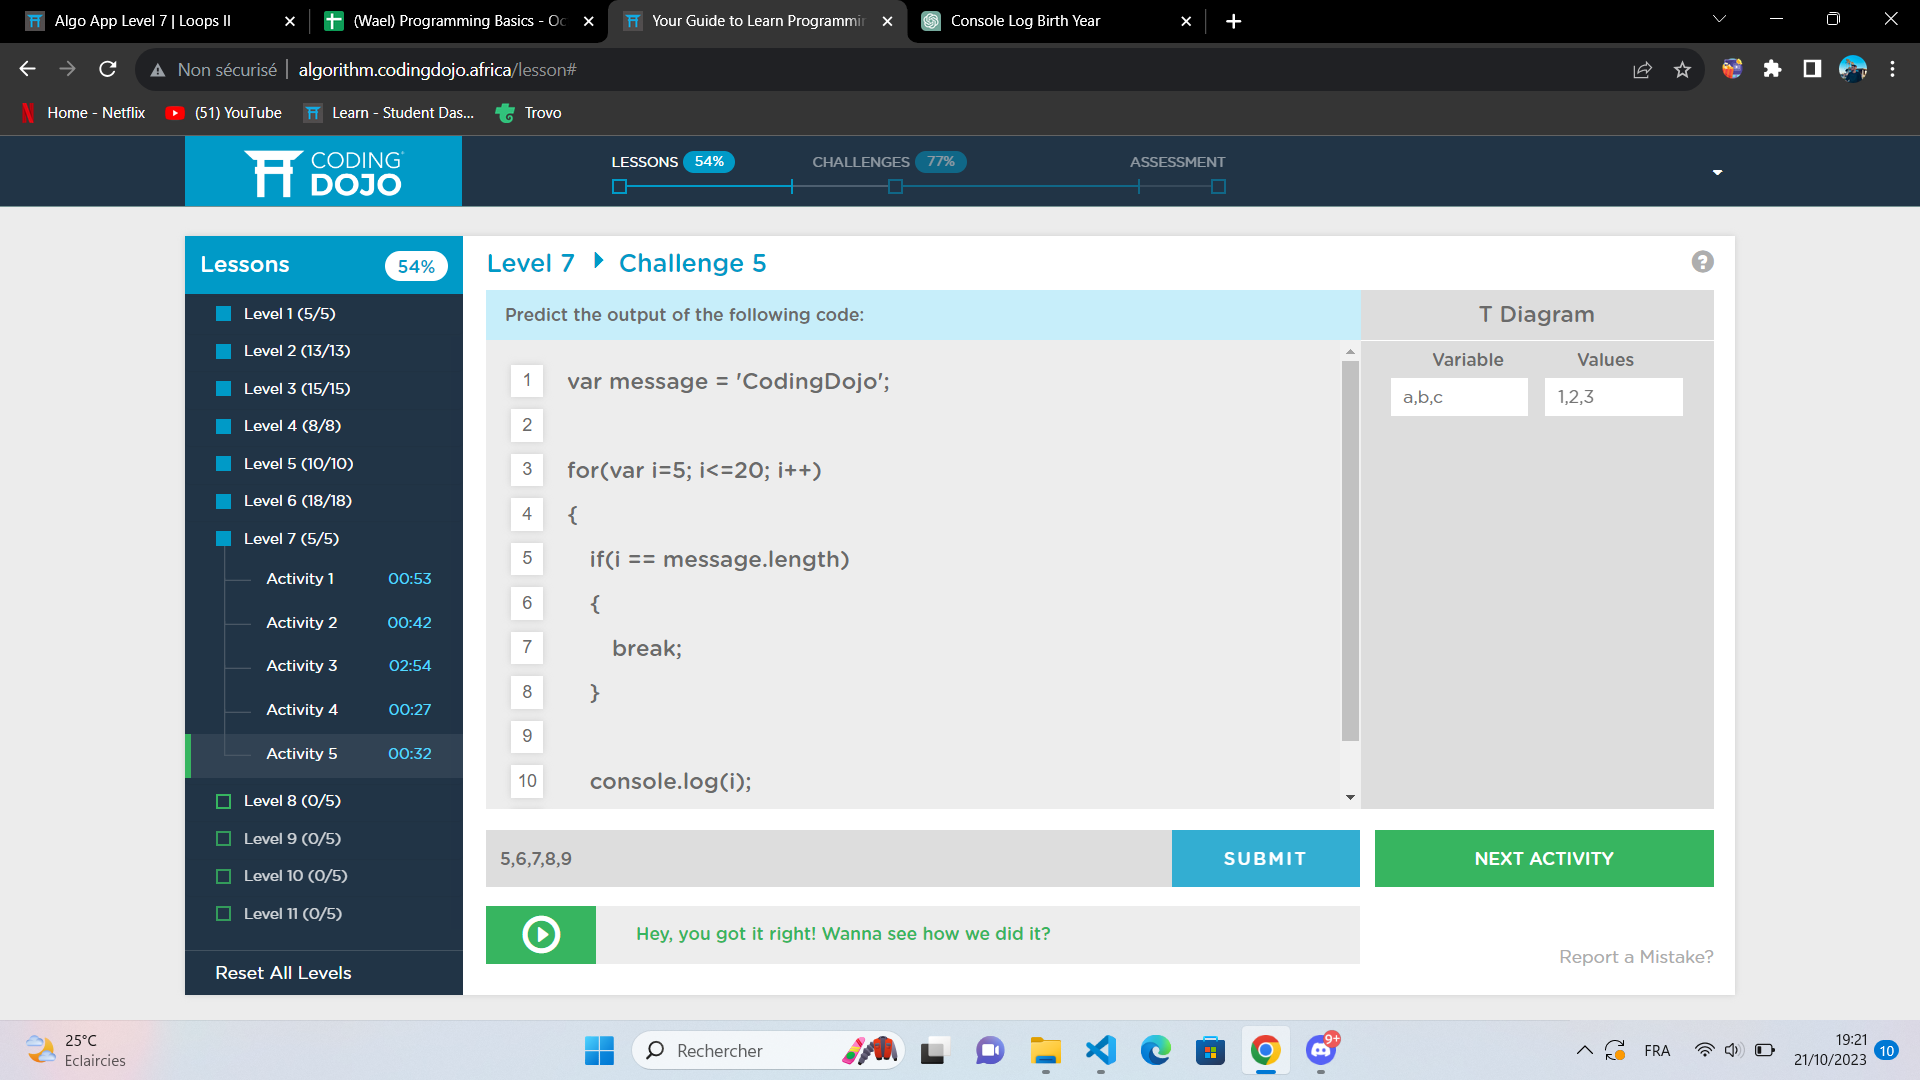 Algo App Level 7 | Loops II
(Wael) Programming Basics - Oc
Your Guide to Learn Programmin
Console Log Birth Year
Non sécurisé
algorithm.codingdojo.africa/lesson#
Home - Netflix
(51) YouTube
Learn - Student Das...
Trovo
CODING
DOJO
LESSONS 54%
CHALLENGES 77%
ASSESSMENT
Lessons 54%
Level 1 (5/5)
Level 2 (13/13)
Level 3 (15/15)
Level 4 (8/8)
Level 5 (10/10)
Level 6 (18/18)
Level 7 (5/5)
Activity 1 00:53
Activity 2 00:42
Activity 3 02:54
Activity 4 00:27
Activity 5 00:32
Level 8 (0/5)
Level 9 (0/5)
Level 10 (0/5)
Level 11 (0/5)
Reset All Levels
Level 7 Challenge 5
?
Predict the output of the following code:
1 var message = 'CodingDojo';
2
3 for(var i=5; i<=20; i++)
4 {
5 if(i == message.length)
6 {
7 break;
8 }
9
10 console.log(i);
T Diagram
Variable Values
a,b,c 1,2,3
5,6,7,8,9
SUBMIT
NEXT ACTIVITY
Hey, you got it right! Wanna see how we did it?
Report a Mistake?
25°C
Eclaircies
Rechercher
9+
FRA
19:21
21/10/2023
10